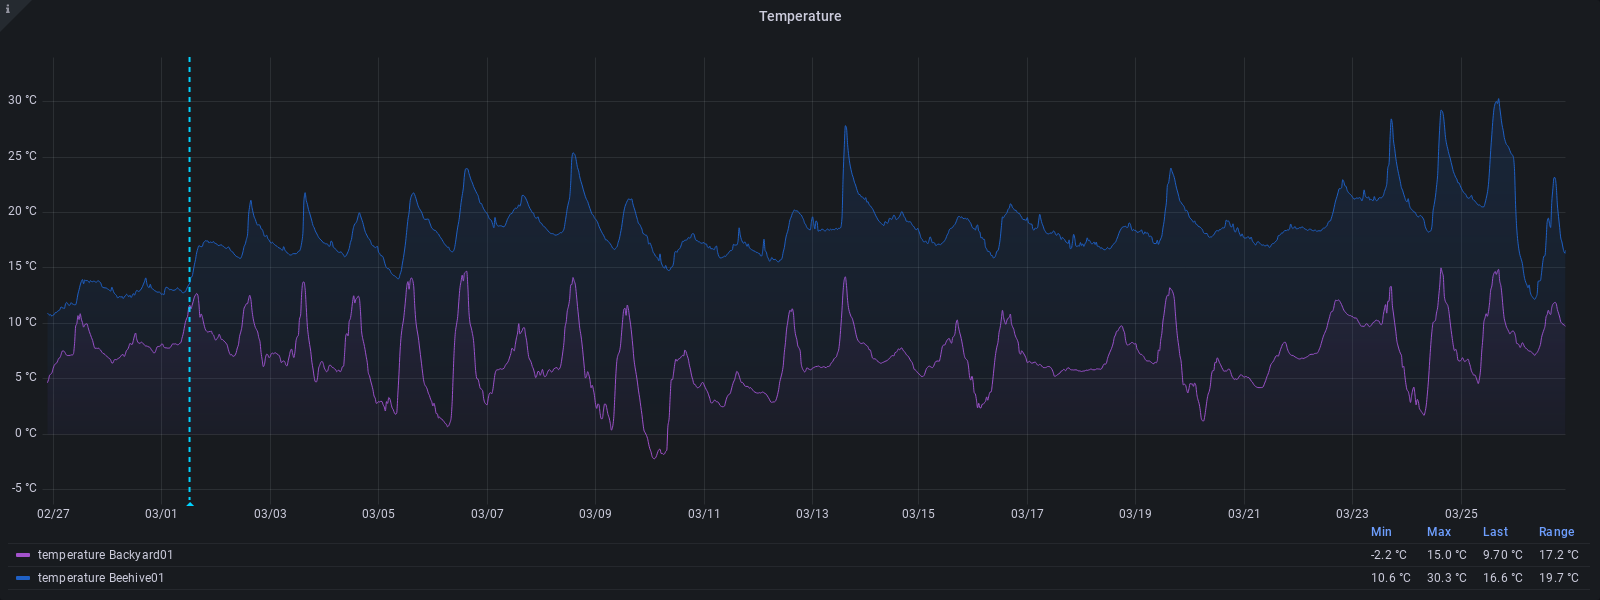 i
Temperature
30 °C
25 °C
20 °C
15 °C
10 °C
5 °C
0 °C
-5 °C
02/27 03/01 03/03 03/05 03/07 03/09 03/11 03/13 03/15 03/17 03/19 03/21 03/23 03/25
Min Max Last Range
temperature Backyard01 -2.2 °C 15.0 °C 9.70 °C 17.2 °C
temperature Beehive01 10.6 °C 30.3 °C 16.6 °C 19.7 °C